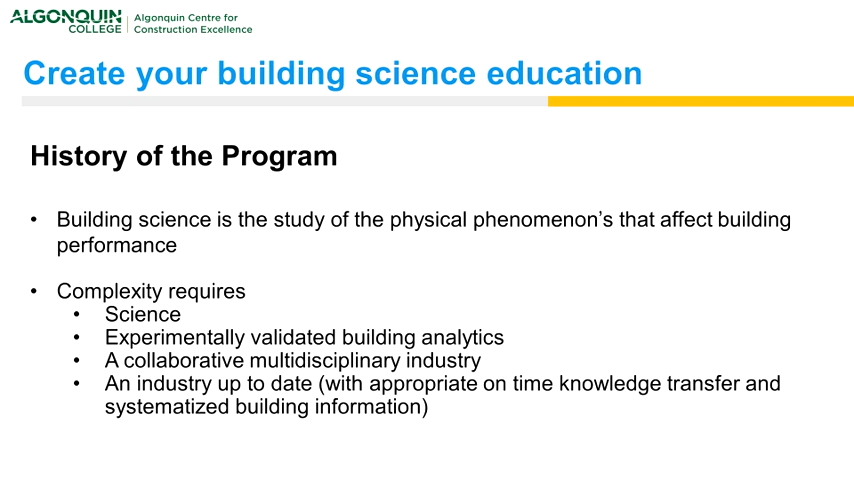 ALGONQUIN
COLLEGE
Algonquin Centre for
Construction Excellence
Create your building science education
History of the Program
• Building science is the study of the physical phenomenon’s that affect building
performance
• Complexity requires
• Science
• Experimentally validated building analytics
• A collaborative multidisciplinary industry
• An industry up to date (with appropriate on time knowledge transfer and
systematized building information)